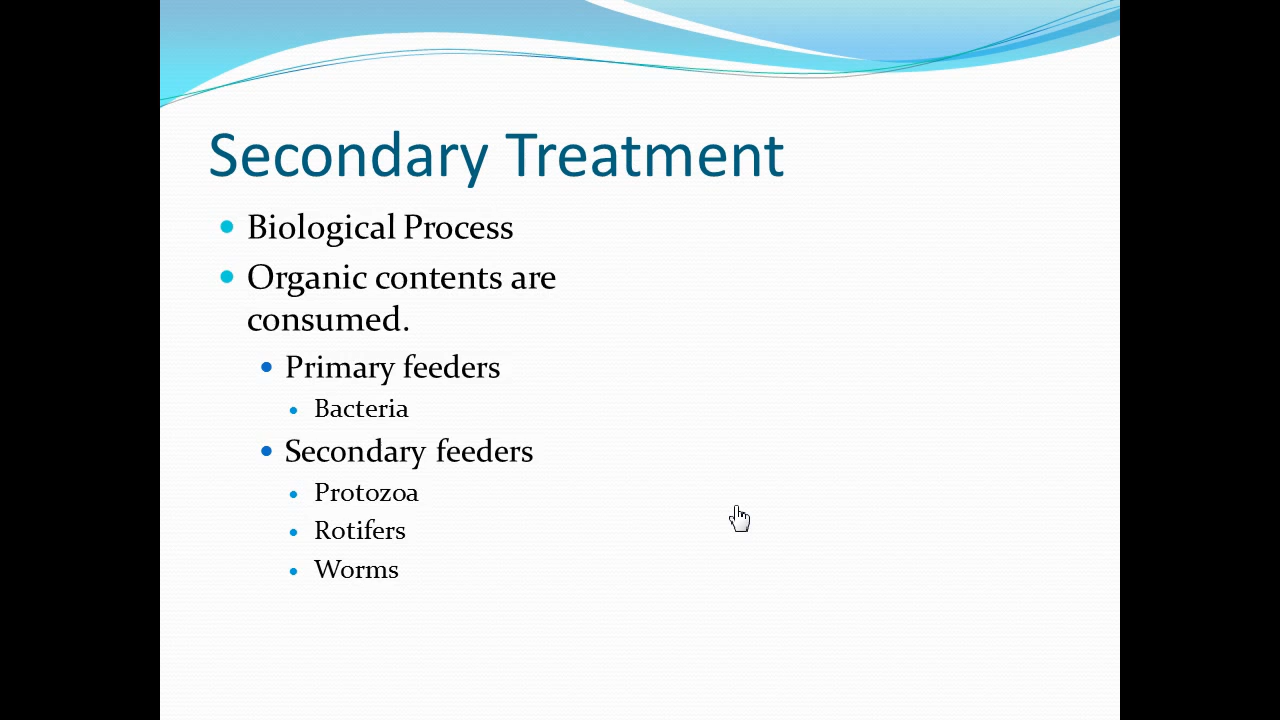 Secondary Treatment
Biological Process
Organic contents are
consumed.
Primary feeders
Bacteria
Secondary feeders
Protozoa
Rotifers
Worms